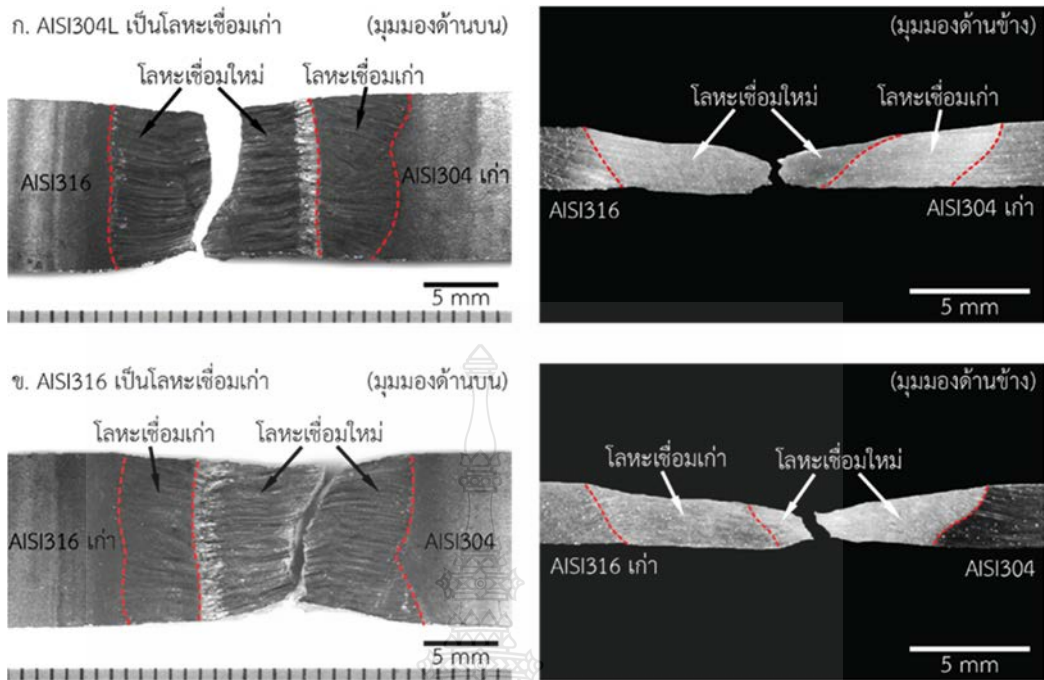 ก. AISI304L เป็นโลหะเชื่อมเก่า
(มุมมองด้านบน)
โลหะเชื่อมใหม่
โลหะเชื่อมเก่า
AISI316
AISI304 เก่า
5 mm
(มุมมองด้านข้าง)
โลหะเชื่อมใหม่
โลหะเชื่อมเก่า
AISI316
AISI304 เก่า
5 mm
ข. AISI316 เป็นโลหะเชื่อมเก่า
(มุมมองด้านบน)
โลหะเชื่อมเก่า
โลหะเชื่อมใหม่
AISI316 เก่า
AISI304
5 mm
(มุมมองด้านข้าง)
โลหะเชื่อมเก่า
โลหะเชื่อมใหม่
AISI316 เก่า
AISI304
5 mm